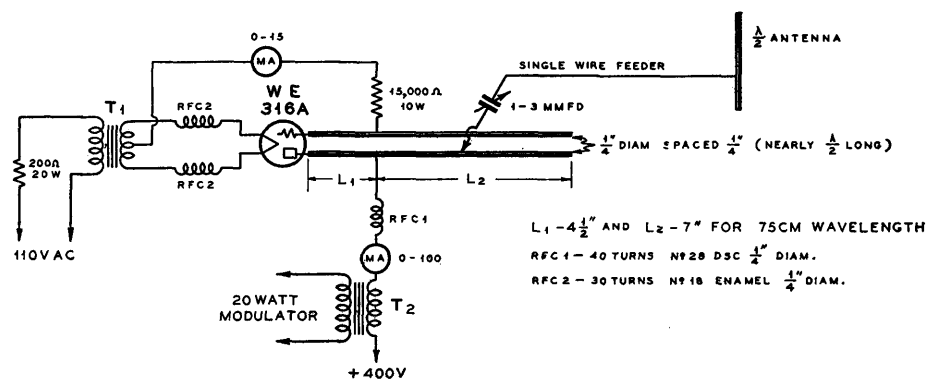 0-15
MA
λ/2 ANTENNA
SINGLE WIRE FEEDER
W E
316A
15,000Ω
10W
1-3 MMFD
T1
RFC2
RFC2
200Ω
20 W
110V AC
1/4" DIAM SPACED 1/4" (NEARLY λ/2 LONG)
L1
L2
RFC1
MA
0-100
20 WATT
MODULATOR
T2
+400V
L1 - 4 1/2" AND L2 - 7" FOR 75CM WAVELENGTH
RFC1 - 40 TURNS Nº 28 DSC 1/4" DIAM.
RFC2 - 30 TURNS Nº 18 ENAMEL 1/4" DIAM.